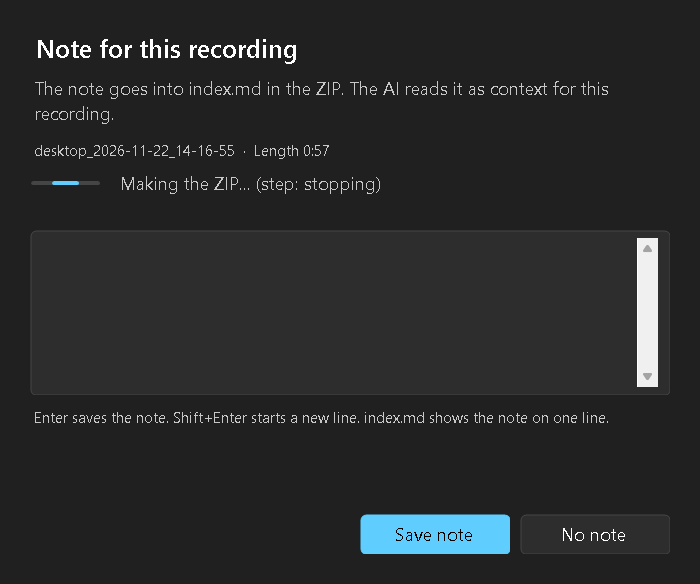 Note for this recording
The note goes into index.md in the ZIP. The AI reads it as context for this
recording.
desktop_2026-11-22_14-16-55 · Length 0:57
Making the ZIP... (step: stopping)
Enter saves the note. Shift+Enter starts a new line. index.md shows the note on one line.
Save note
No note